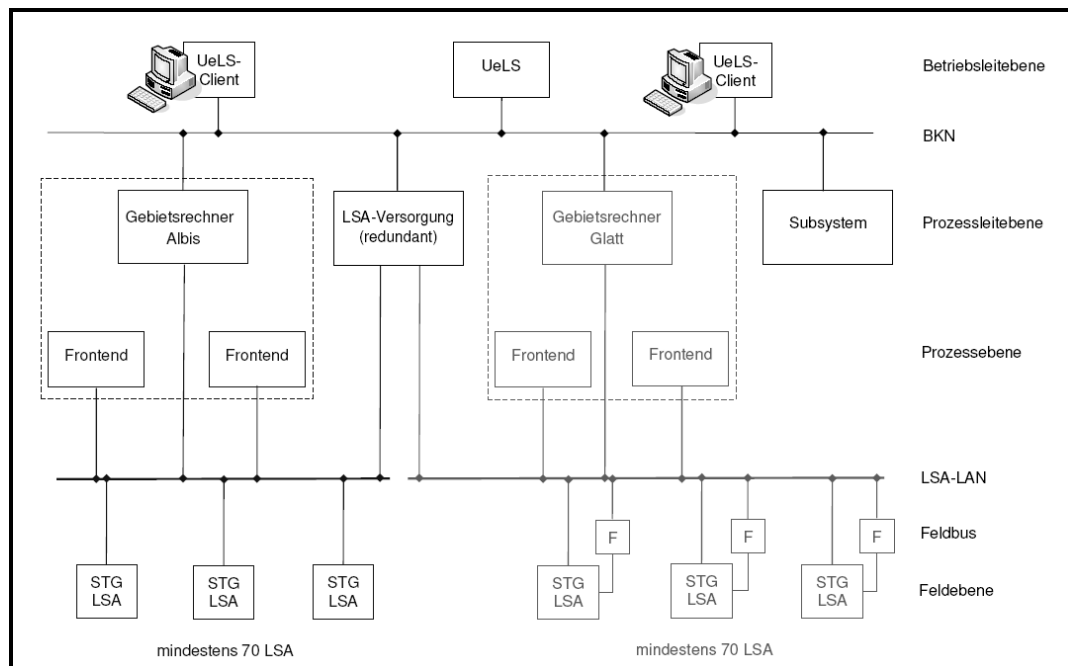 UeLS-
Client
UeLS
UeLS-
Client
Betriebsleitebene
BKN
Gebietsrechner
Albis
LSA-Versorgung
(redundant)
Gebietsrechner
Glatt
Subsystem
Prozessleitebene
Frontend
Frontend
Frontend
Frontend
Prozessebene
LSA-LAN
F
F
F
Feldbus
STG
LSA
STG
LSA
STG
LSA
STG
LSA
STG
LSA
STG
LSA
Feldebene
mindestens 70 LSA
mindestens 70 LSA